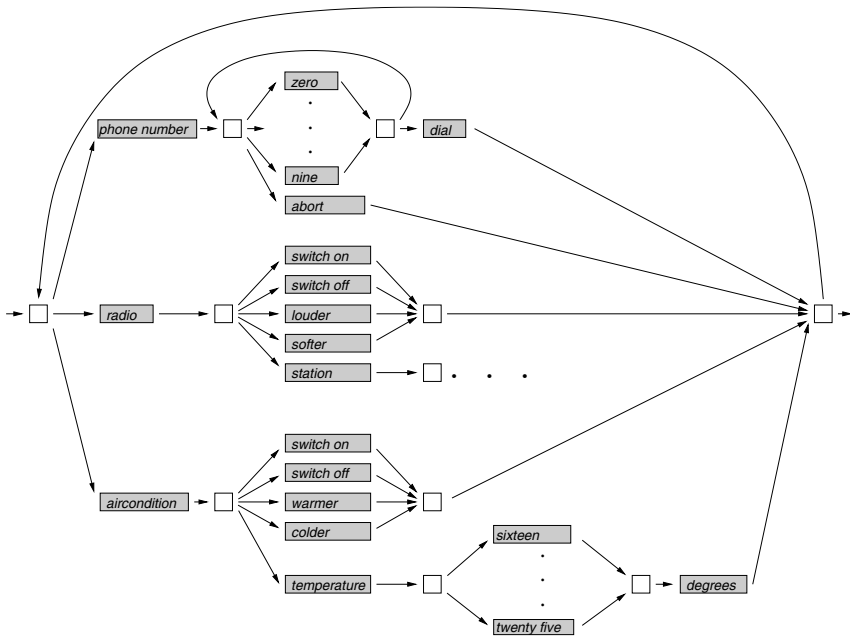 zero
phone number
dial
nine
abort
switch on
switch off
radio
louder
softer
station
switch on
switch off
aircondition
warmer
colder
sixteen
temperature
degrees
twenty five